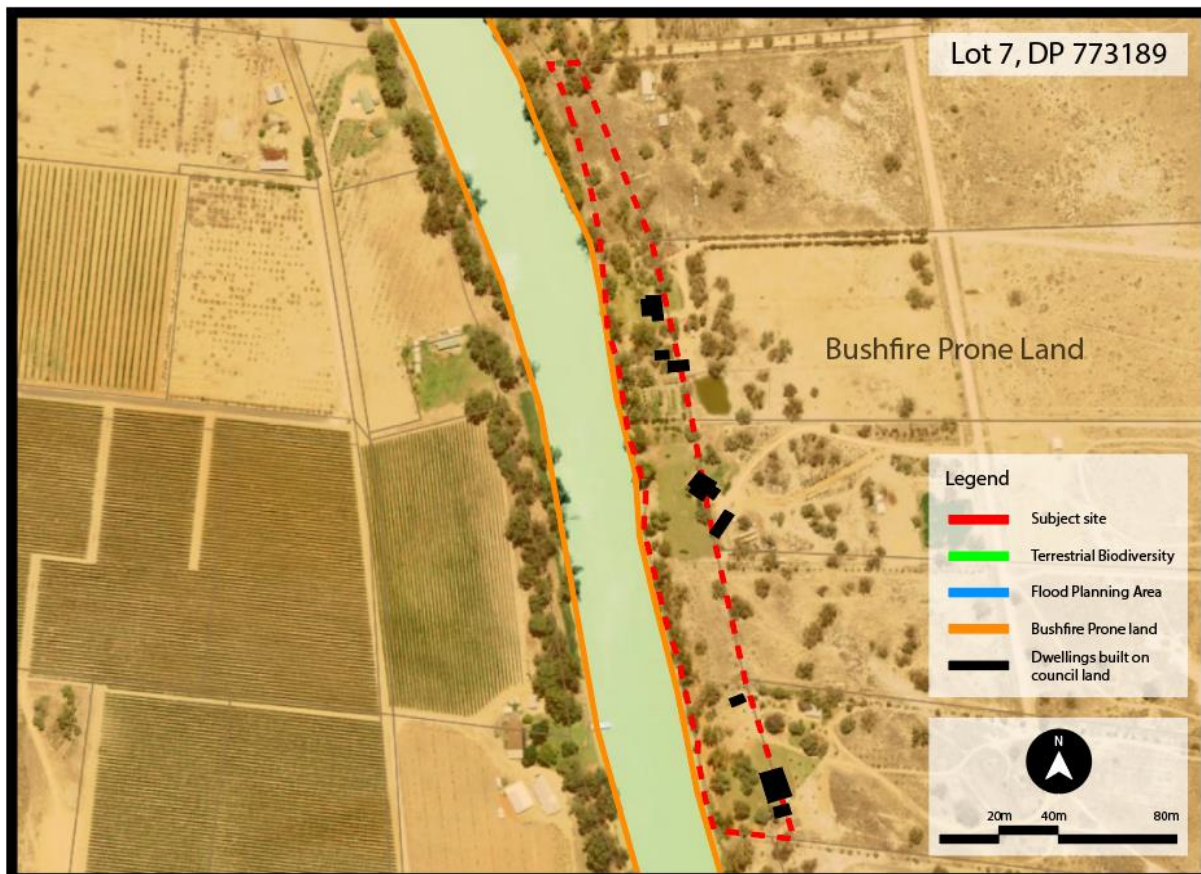 Lot 7, DP 773189
Bushfire Prone Land
Legend
Subject site
Terrestrial Biodiversity
Flood Planning Area
Bushfire Prone land
Dwellings built on
council land
N
20m 40m 80m